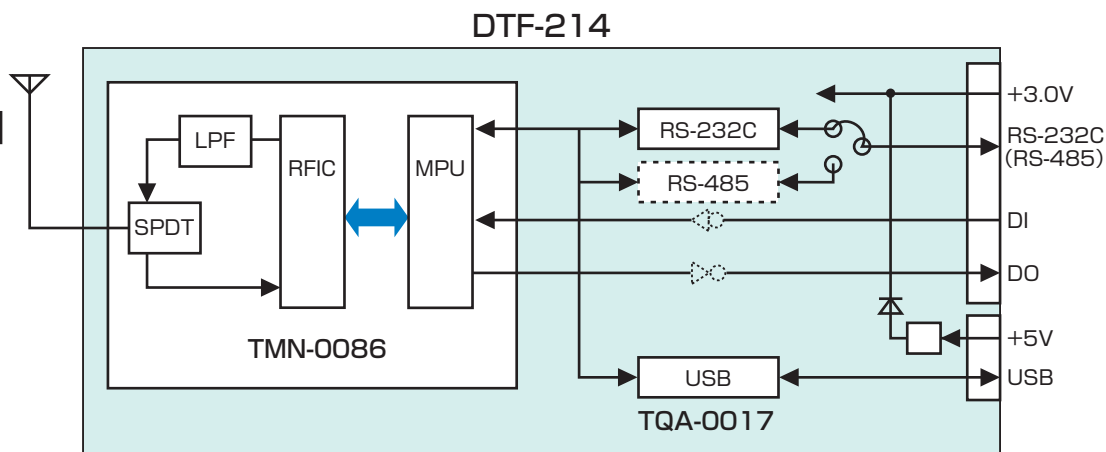 DTF-214
LPF
RFIC
MPU
SPDT
TMN-0086
RS-232C
RS-485
USB
TQA-0017
+3.0V
RS-232C
(RS-485)
DI
DO
+5V
USB